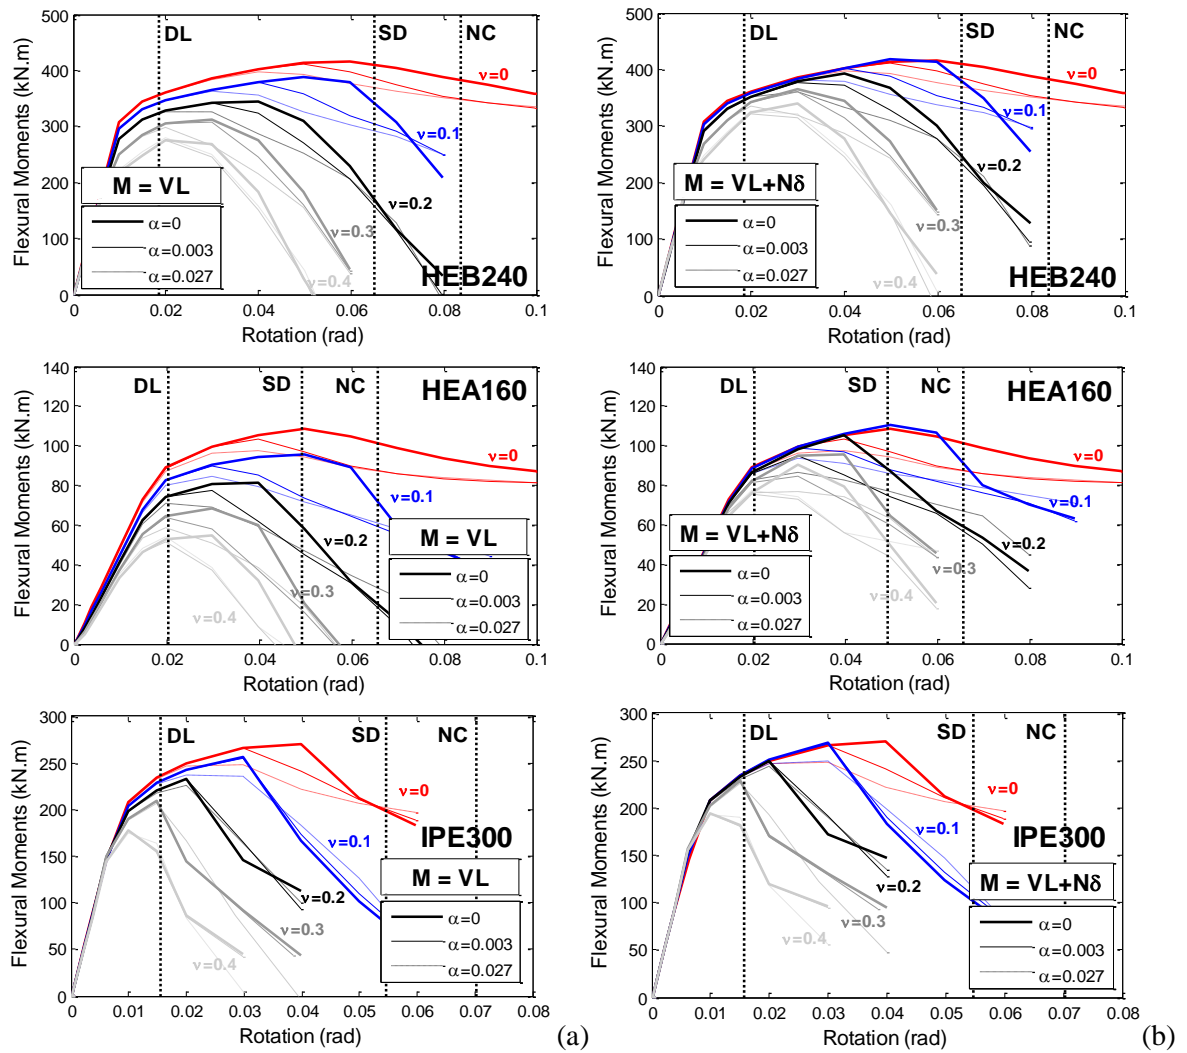 500
400
300
200
100
0
Flexural Moments (kN.m)
DL
SD
NC
ν=0
ν=0.1
ν=0.2
ν=0.3
ν=0.4
M = VL
α=0
α=0.003
α=0.027
HEB240
0 0.02 0.04 0.06 0.08 0.1
Rotation (rad)
500
400
300
200
100
0
Flexural Moments (kN.m)
DL
SD
NC
ν=0
ν=0.1
ν=0.2
ν=0.3
ν=0.4
M = VL+Nδ
α=0
α=0.003
α=0.027
HEB240
0 0.02 0.04 0.06 0.08 0.1
Rotation (rad)
140
120
100
80
60
40
20
0
Flexural Moments (kN.m)
DL
SD
NC
HEA160
ν=0
ν=0.1
ν=0.2
ν=0.3
ν=0.4
M = VL
α=0
α=0.003
α=0.027
0 0.02 0.04 0.06 0.08 0.1
Rotation (rad)
140
120
100
80
60
40
20
0
Flexural Moments (kN.m)
DL
SD
NC
HEA160
ν=0
ν=0.1
ν=0.2
ν=0.3
ν=0.4
M = VL+Nδ
α=0
α=0.003
α=0.027
0 0.02 0.04 0.06 0.08 0.1
Rotation (rad)
300
250
200
150
100
50
0
Flexural Moments (kN.m)
DL
SD
NC
ν=0
ν=0.1
IPE300
ν=0.2
ν=0.3
ν=0.4
M = VL
α=0
α=0.003
α=0.027
0 0.01 0.02 0.03 0.04 0.05 0.06 0.07 0.08
Rotation (rad)
(a)
300
250
200
150
100
50
0
Flexural Moments (kN.m)
DL
SD
NC
ν=0
ν=0.1
IPE300
ν=0.2
ν=0.3
ν=0.4
M = VL+Nδ
α=0
α=0.003
α=0.027
0 0.01 0.02 0.03 0.04 0.05 0.06 0.07 0.08
Rotation (rad)
(b)